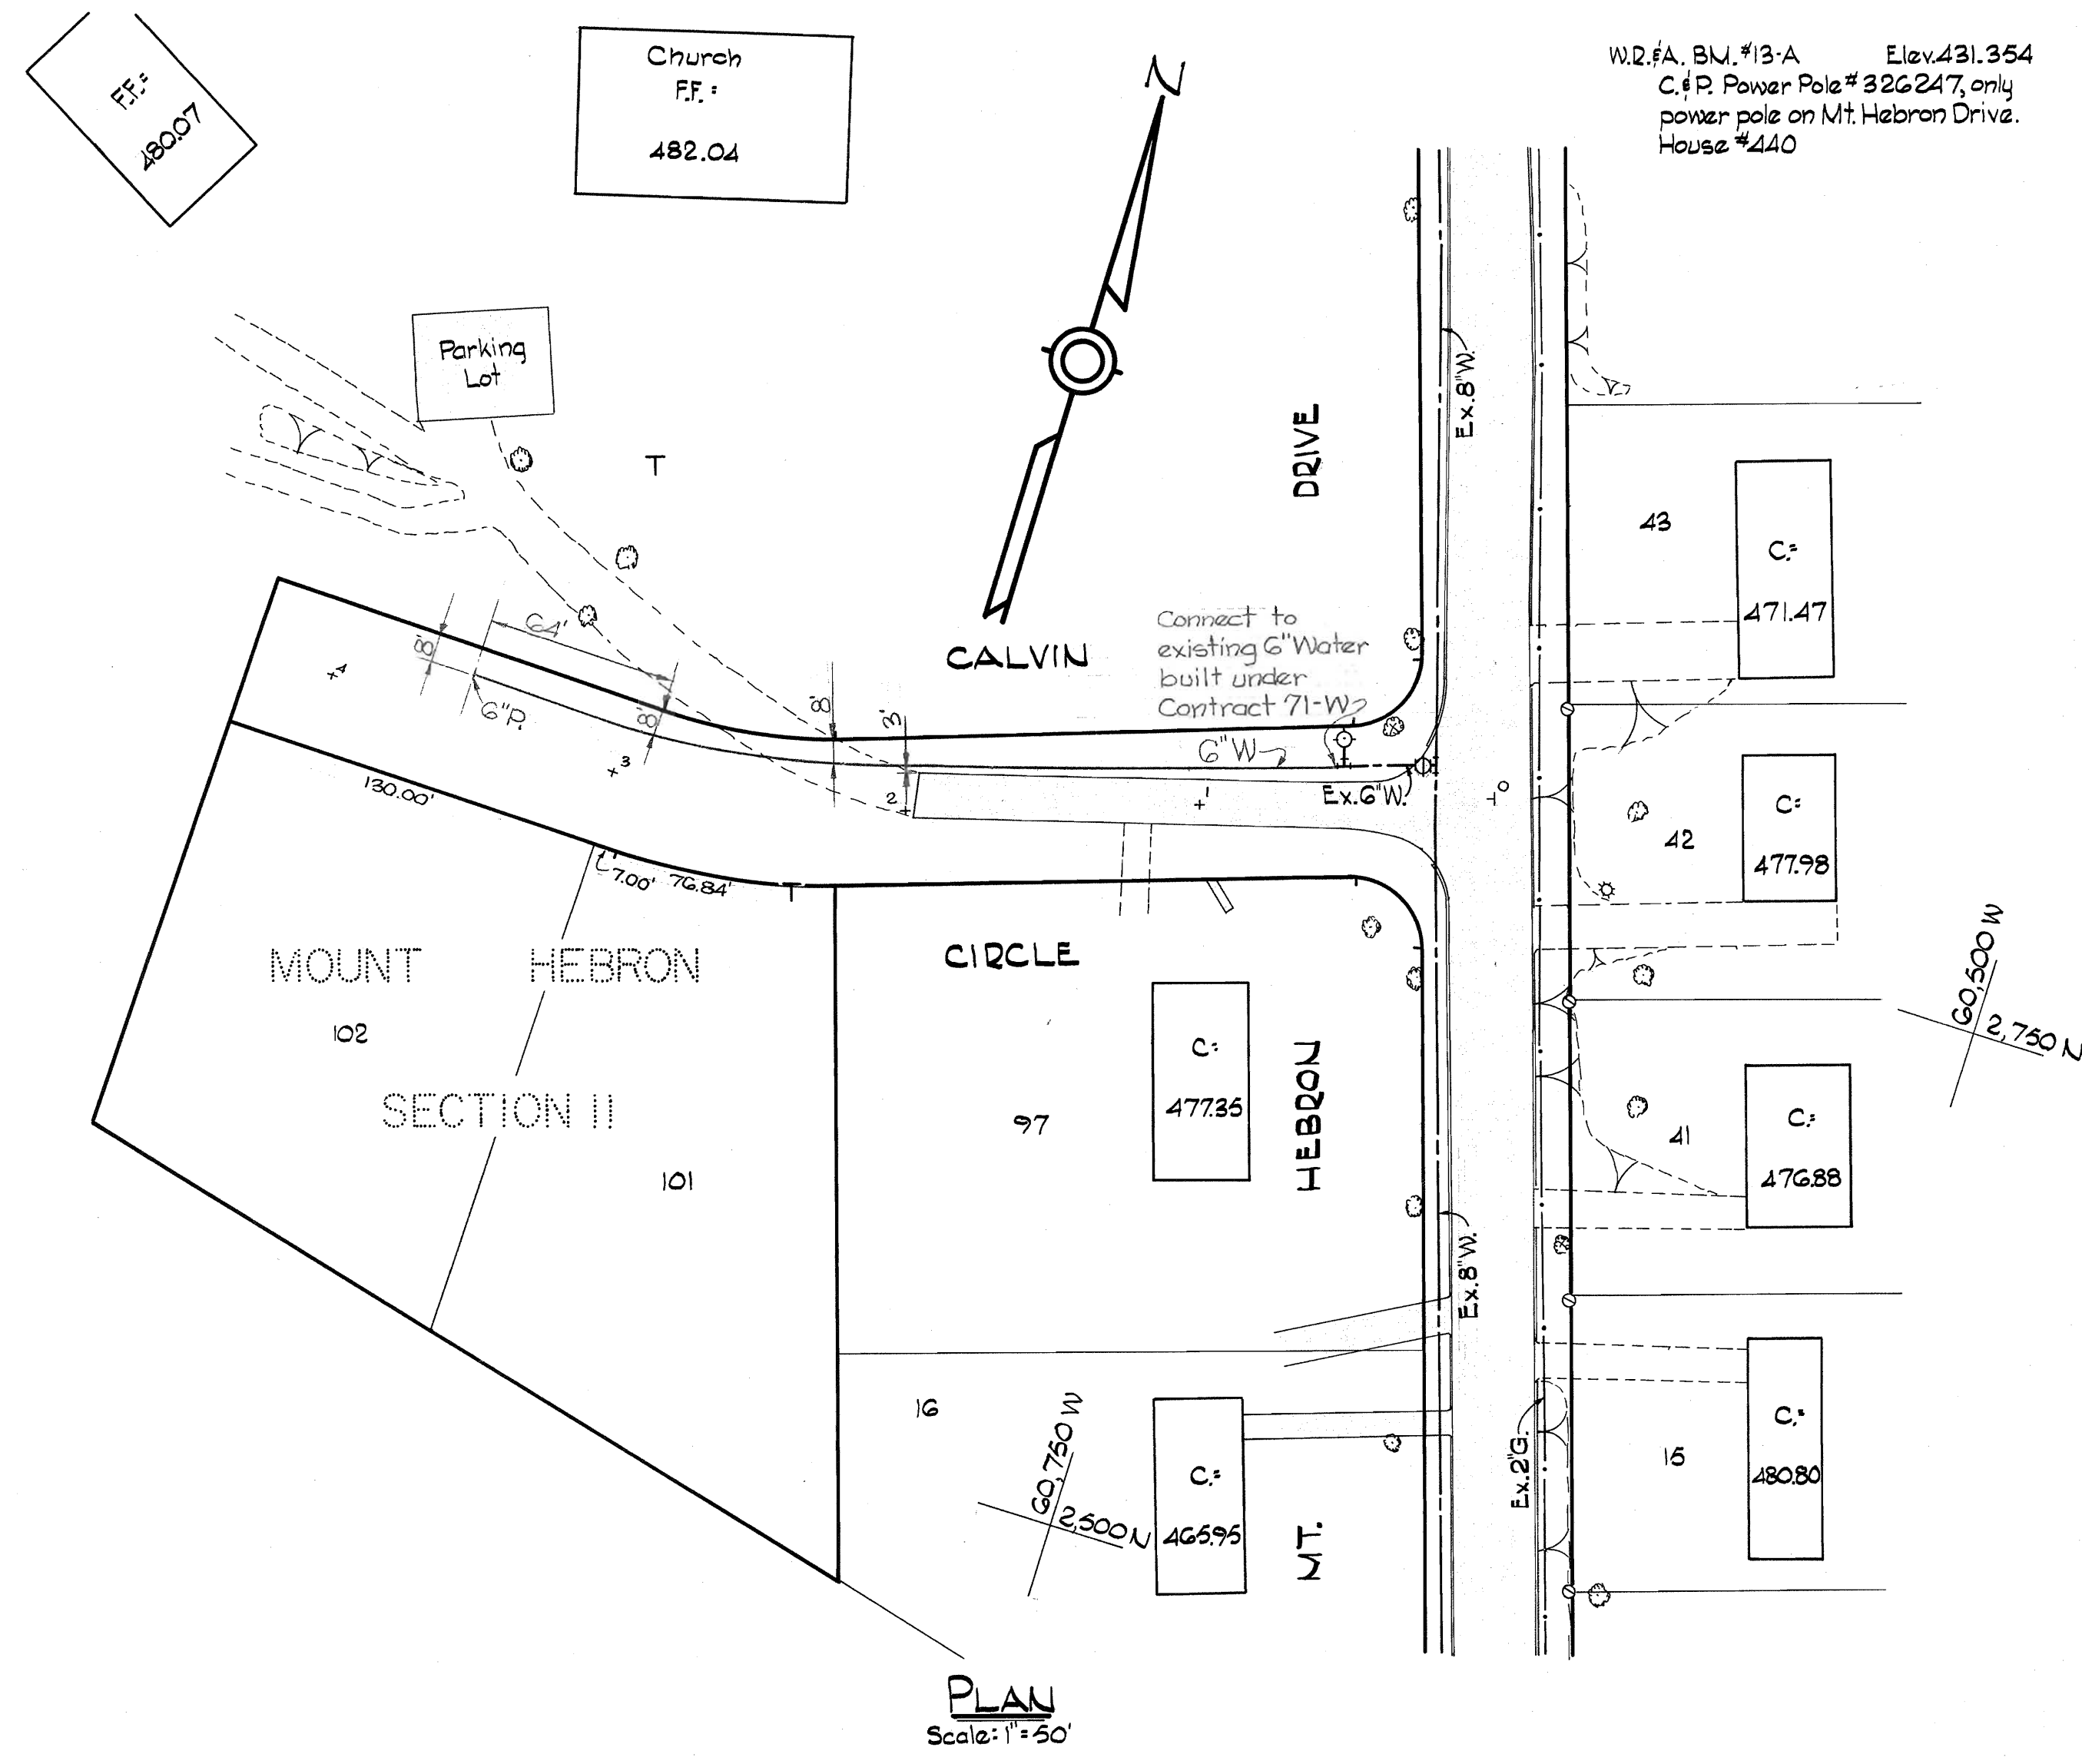 F.F.=
480.07
Church
F.F. =
482.04
N
W.R.&A. BM. #13-A Elev. 431.354
C.&P. Power Pole #326247, only
power pole on Mt. Hebron Drive.
House #440
Parking
Lot
T
DRIVE
Ex. 8"W.
43
C.=
471.47
64'
8'
6"P.
8'
8'
3'
CALVIN
Connect to
existing 6"Water
built under
Contract 71-W
6"W
Ex. 6"W.
4
3
2
1
0
42
C=
477.98
130.00'
7.00' 76.84'
MOUNT HEBRON
SECTION II
102
101
CIRCLE
97
C=
477.35
HEBRON
60,500 W
2,750 N
41
C.=
476.88
Ex. 8"W.
16
60,750 W
2,500 N
C.=
465.95
MT.
Ex. 2"G.
15
C.=
480.80
PLAN
Scale: 1"=50'